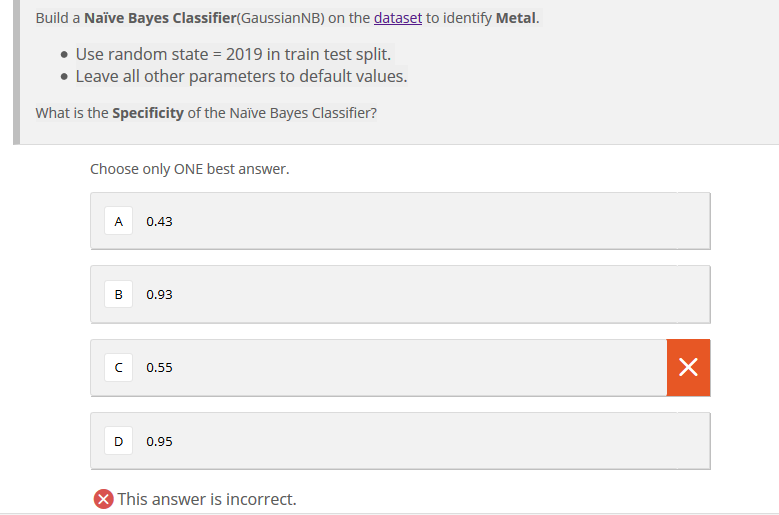 Build a Naïve Bayes Classifier(GaussianNB) on the dataset to identify Metal.
• Use random state = 2019 in train test split.
• Leave all other parameters to default values.
What is the Specificity of the Naïve Bayes Classifier?
Choose only ONE best answer.
A 0.43
B 0.93
C 0.55
D 0.95
This answer is incorrect.